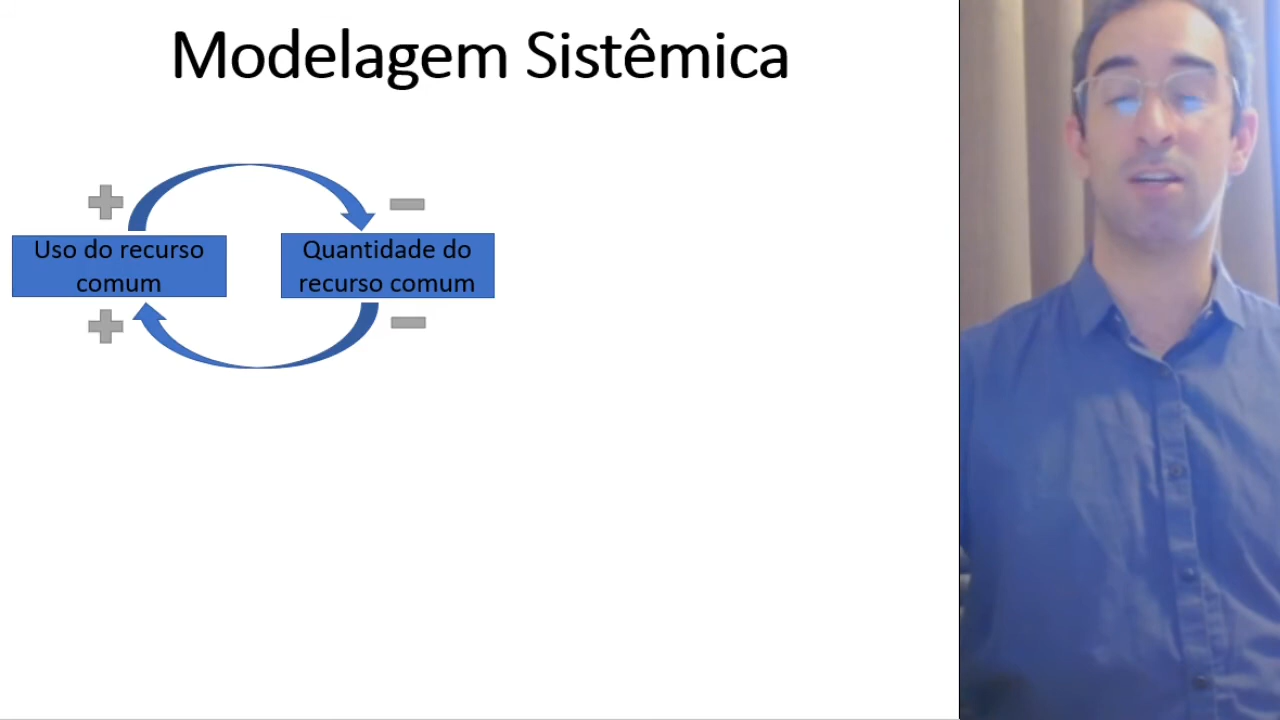 Modelagem Sistêmica
Uso do recurso
comum
Quantidade do
recurso comum